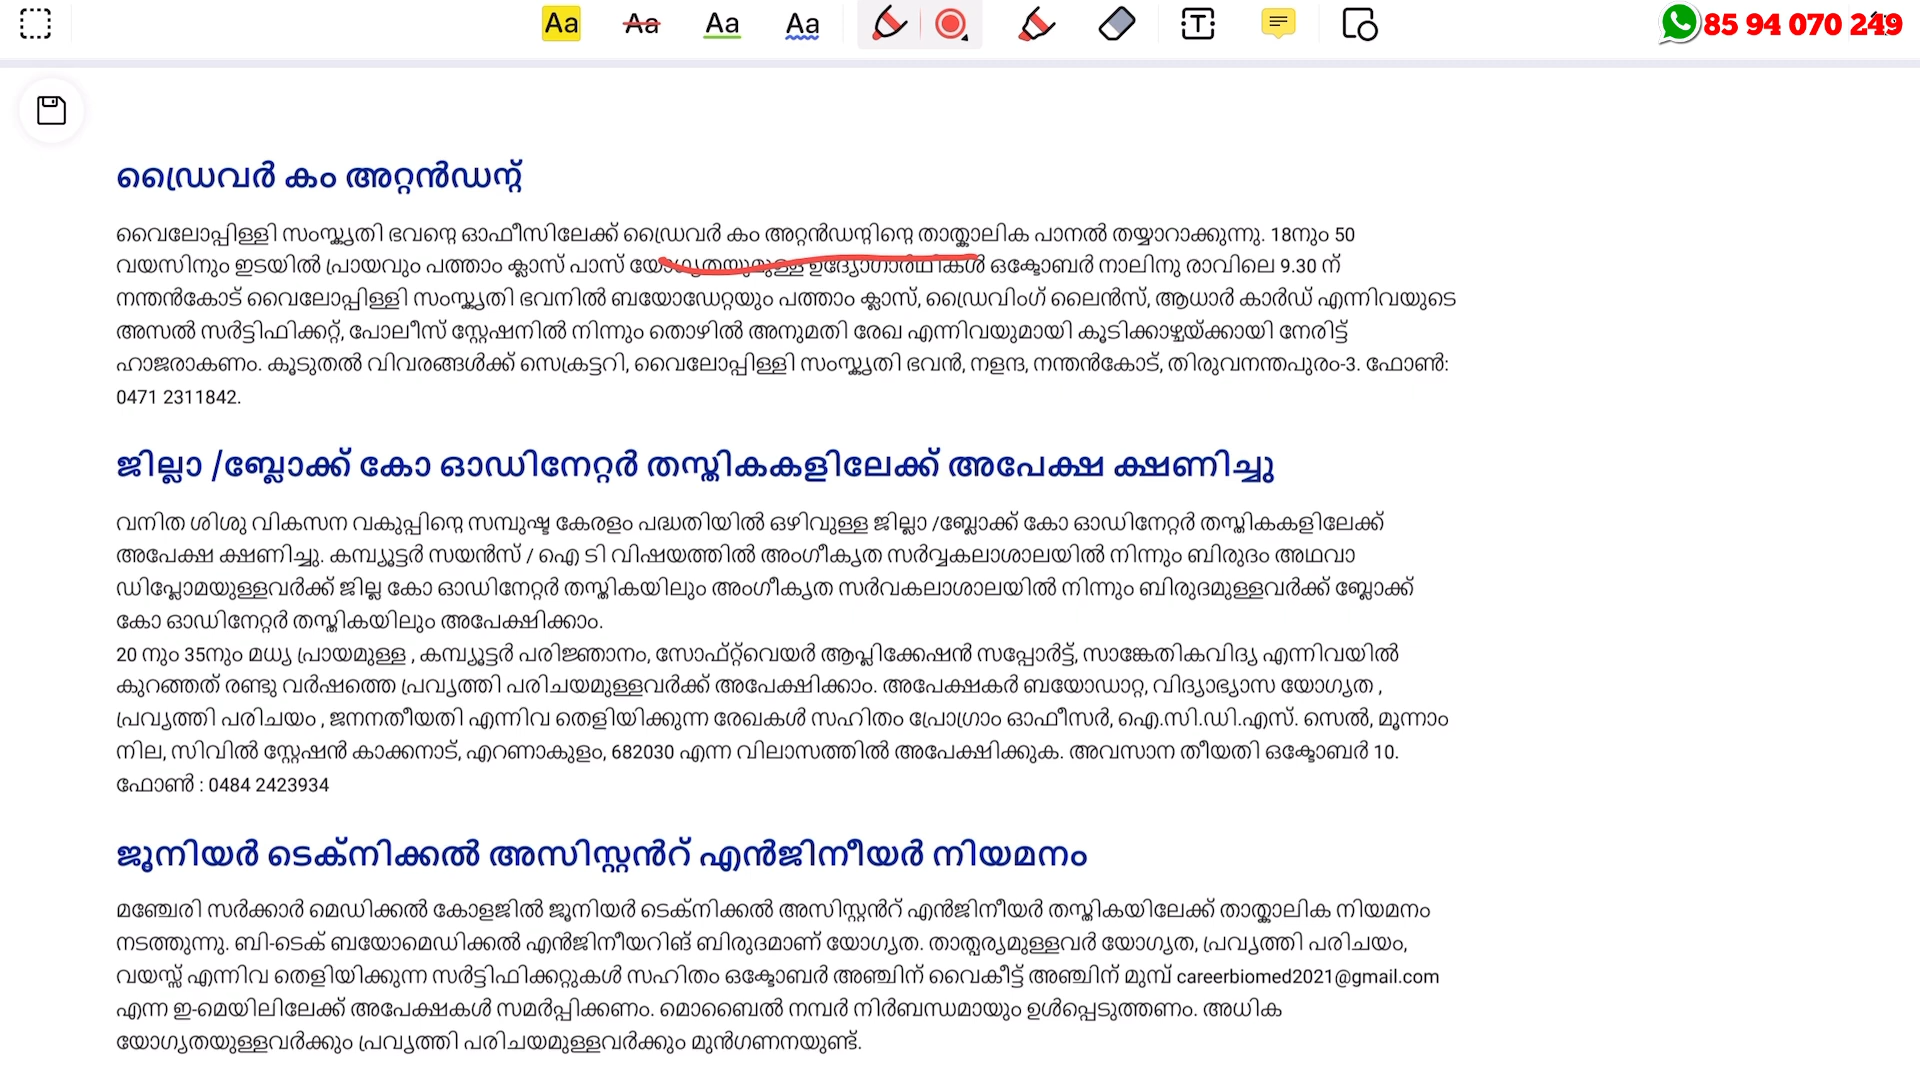 Aa Aa Aa Aa
85 94 070 249
ഡ്രൈവർ കം അറ്റൻഡന്റ്
വൈലോപ്പിള്ളി സംസ്കൃതി ഭവന്റെ ഓഫീസിലേക്ക് ഡ്രൈവർ കം അറ്റൻഡന്റിന്റെ താത്കാലിക പാനൽ തയ്യാറാക്കുന്നു. 18നും 50
വയസിനും ഇടയിൽ പ്രായവും പത്താം ക്ലാസ് പാസ് യോഗ്യതയുമുള്ള ഉദ്യോഗാർഥികൾ ഒക്ടോബർ നാലിനു രാവിലെ 9.30 ന്
നന്തൻകോട് വൈലോപ്പിള്ളി സംസ്കൃതി ഭവനിൽ ബയോഡേറ്റയും പത്താം ക്ലാസ്, ഡ്രൈവിംഗ് ലൈൻസ്, ആധാർ കാർഡ് എന്നിവയുടെ
അസൽ സർട്ടിഫിക്കറ്റ്, പോലീസ് സ്റ്റേഷനിൽ നിന്നും തൊഴിൽ അനുമതി രേഖ എന്നിവയുമായി കൂടിക്കാഴ്ചയ്ക്കായി നേരിട്ട്
ഹാജരാകണം. കൂടുതൽ വിവരങ്ങൾക്ക് സെക്രട്ടറി, വൈലോപ്പിള്ളി സംസ്കൃതി ഭവൻ, നളന്ദ, നന്തൻകോട്, തിരുവനന്തപുരം-3. ഫോൺ:
0471 2311842.
ജില്ലാ /ബ്ലോക്ക് കോ ഓഡിനേറ്റർ തസ്തികകളിലേക്ക് അപേക്ഷ ക്ഷണിച്ചു
വനിത ശിശു വികസന വകുപ്പിന്റെ സമ്പുഷ്ട കേരളം പദ്ധതിയിൽ ഒഴിവുള്ള ജില്ലാ /ബ്ലോക്ക് കോ ഓഡിനേറ്റർ തസ്തികകളിലേക്ക്
അപേക്ഷ ക്ഷണിച്ചു. കമ്പ്യൂട്ടർ സയൻസ് / ഐ ടി വിഷയത്തിൽ അംഗീകൃത സർവ്വകലാശാലയിൽ നിന്നും ബിരുദം അഥവാ
ഡിപ്ലോമയുള്ളവർക്ക് ജില്ല കോ ഓഡിനേറ്റർ തസ്തികയിലും അംഗീകൃത സർവകലാശാലയിൽ നിന്നും ബിരുദമുള്ളവർക്ക് ബ്ലോക്ക്
കോ ഓഡിനേറ്റർ തസ്തികയിലും അപേക്ഷിക്കാം.
20 നും 35നും മധ്യ പ്രായമുള്ള , കമ്പ്യൂട്ടർ പരിജ്ഞാനം, സോഫ്റ്റ്‌വെയർ ആപ്ലിക്കേഷൻ സപ്പോർട്ട്, സാങ്കേതികവിദ്യ എന്നിവയിൽ
കുറഞ്ഞത് രണ്ടു വർഷത്തെ പ്രവൃത്തി പരിചയമുള്ളവർക്ക് അപേക്ഷിക്കാം. അപേക്ഷകർ ബയോഡാറ്റ, വിദ്യാഭ്യാസ യോഗ്യത ,
പ്രവൃത്തി പരിചയം , ജനനതീയതി എന്നിവ തെളിയിക്കുന്ന രേഖകൾ സഹിതം പ്രോഗ്രാം ഓഫീസർ, ഐ.സി.ഡി.എസ്. സെൽ, മൂന്നാം
നില, സിവിൽ സ്റ്റേഷൻ കാക്കനാട്, എറണാകുളം, 682030 എന്ന വിലാസത്തിൽ അപേക്ഷിക്കുക. അവസാന തീയതി ഒക്ടോബർ 10.
ഫോൺ : 0484 2423934
ജൂനിയർ ടെക്നിക്കൽ അസിസ്റ്റൻറ് എൻജിനീയർ നിയമനം
മഞ്ചേരി സർക്കാർ മെഡിക്കൽ കോളജിൽ ജൂനിയർ ടെക്നിക്കൽ അസിസ്റ്റൻറ് എൻജിനീയർ തസ്തികയിലേക്ക് താത്കാലിക നിയമനം
നടത്തുന്നു. ബി-ടെക് ബയോമെഡിക്കൽ എൻജിനീയറിങ് ബിരുദമാണ് യോഗ്യത. താത്പര്യമുള്ളവർ യോഗ്യത, പ്രവൃത്തി പരിചയം,
വയസ്സ് എന്നിവ തെളിയിക്കുന്ന സർട്ടിഫിക്കറ്റുകൾ സഹിതം ഒക്ടോബർ അഞ്ചിന് വൈകീട്ട് അഞ്ചിന് മുമ്പ് careerbiomed2021@gmail.com
എന്ന ഇ-മെയിലിലേക്ക് അപേക്ഷകൾ സമർപ്പിക്കണം. മൊബൈൽ നമ്പർ നിർബന്ധമായും ഉൾപ്പെടുത്തണം. അധിക
യോഗ്യതയുള്ളവർക്കും പ്രവൃത്തി പരിചയമുള്ളവർക്കും മുൻഗണനയുണ്ട്.